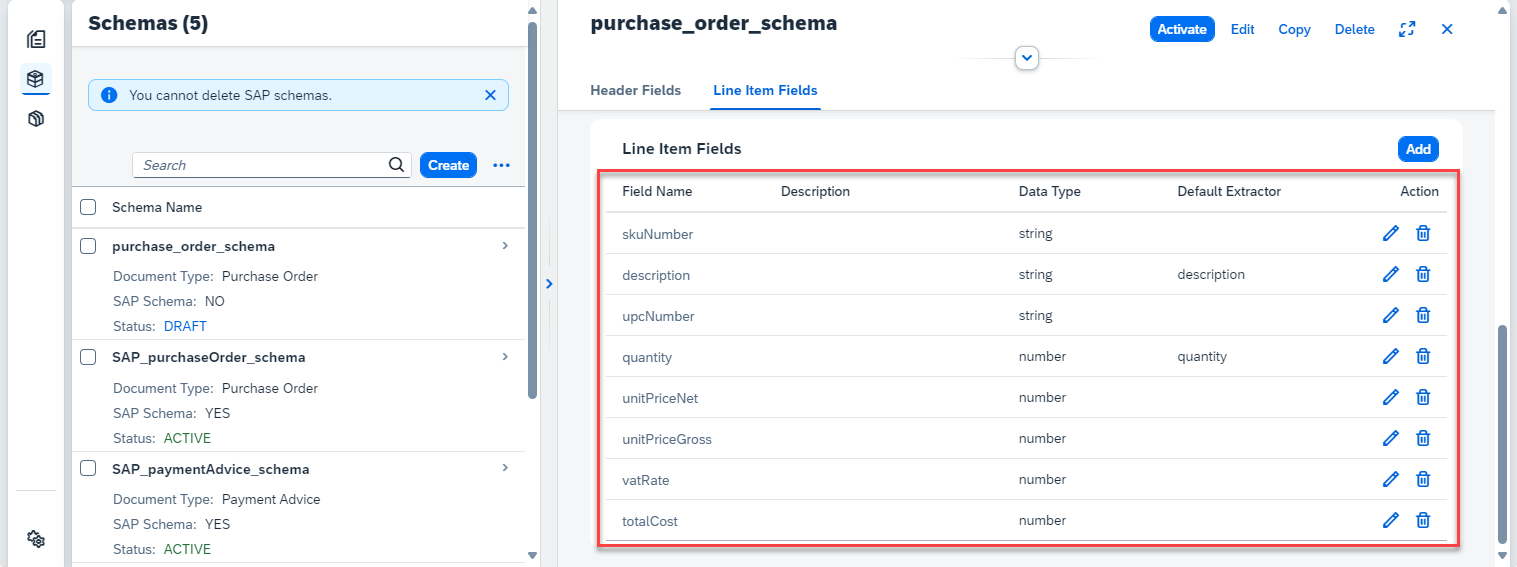 Schemas (5)
You cannot delete SAP schemas.
Search
Create
Schema Name
purchase_order_schema
Document Type: Purchase Order
SAP Schema: NO
Status: DRAFT
SAP_purchaseOrder_schema
Document Type: Purchase Order
SAP Schema: YES
Status: ACTIVE
SAP_paymentAdvice_schema
Document Type: Payment Advice
SAP Schema: YES
Status: ACTIVE
purchase_order_schema
Activate Edit Copy Delete
Header Fields Line Item Fields
Line Item Fields Add
Field Name Description Data Type Default Extractor Action
skuNumber string
description string description
upcNumber string
quantity number quantity
unitPriceNet number
unitPriceGross number
vatRate number
totalCost number